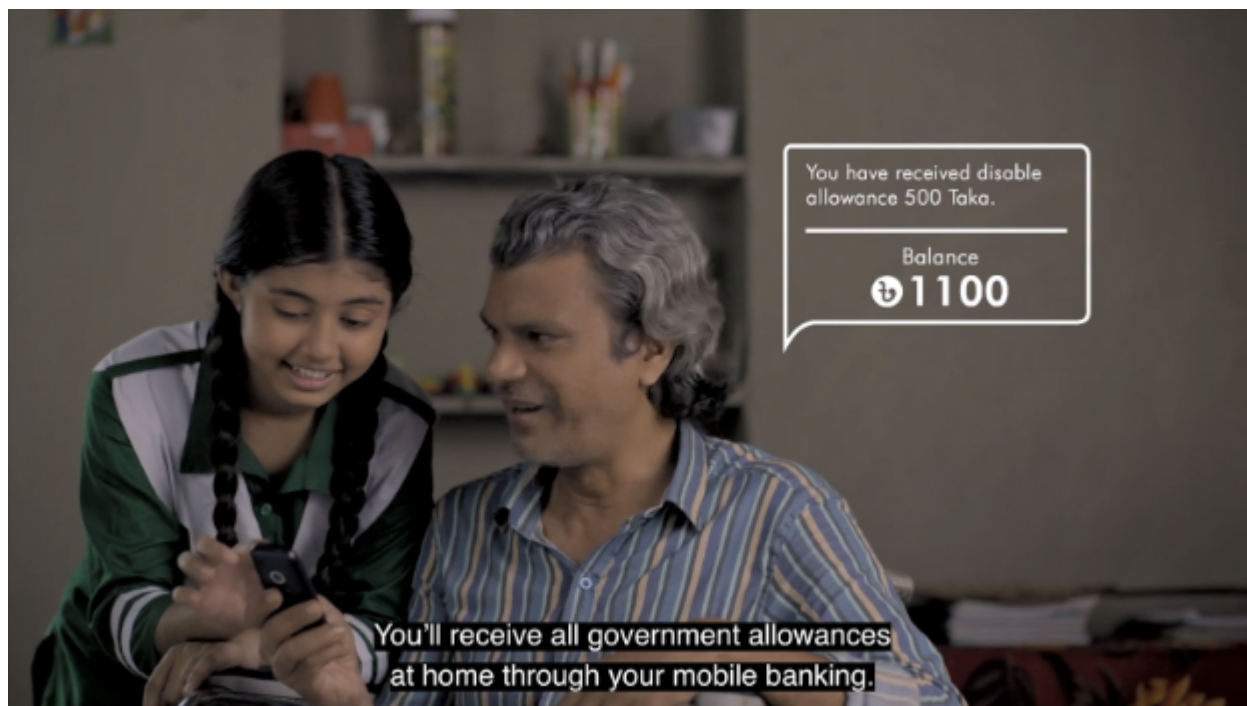 You have received disable
allowance 500 Taka.
Balance
৳1100
You'll receive all government allowances
at home through your mobile banking.